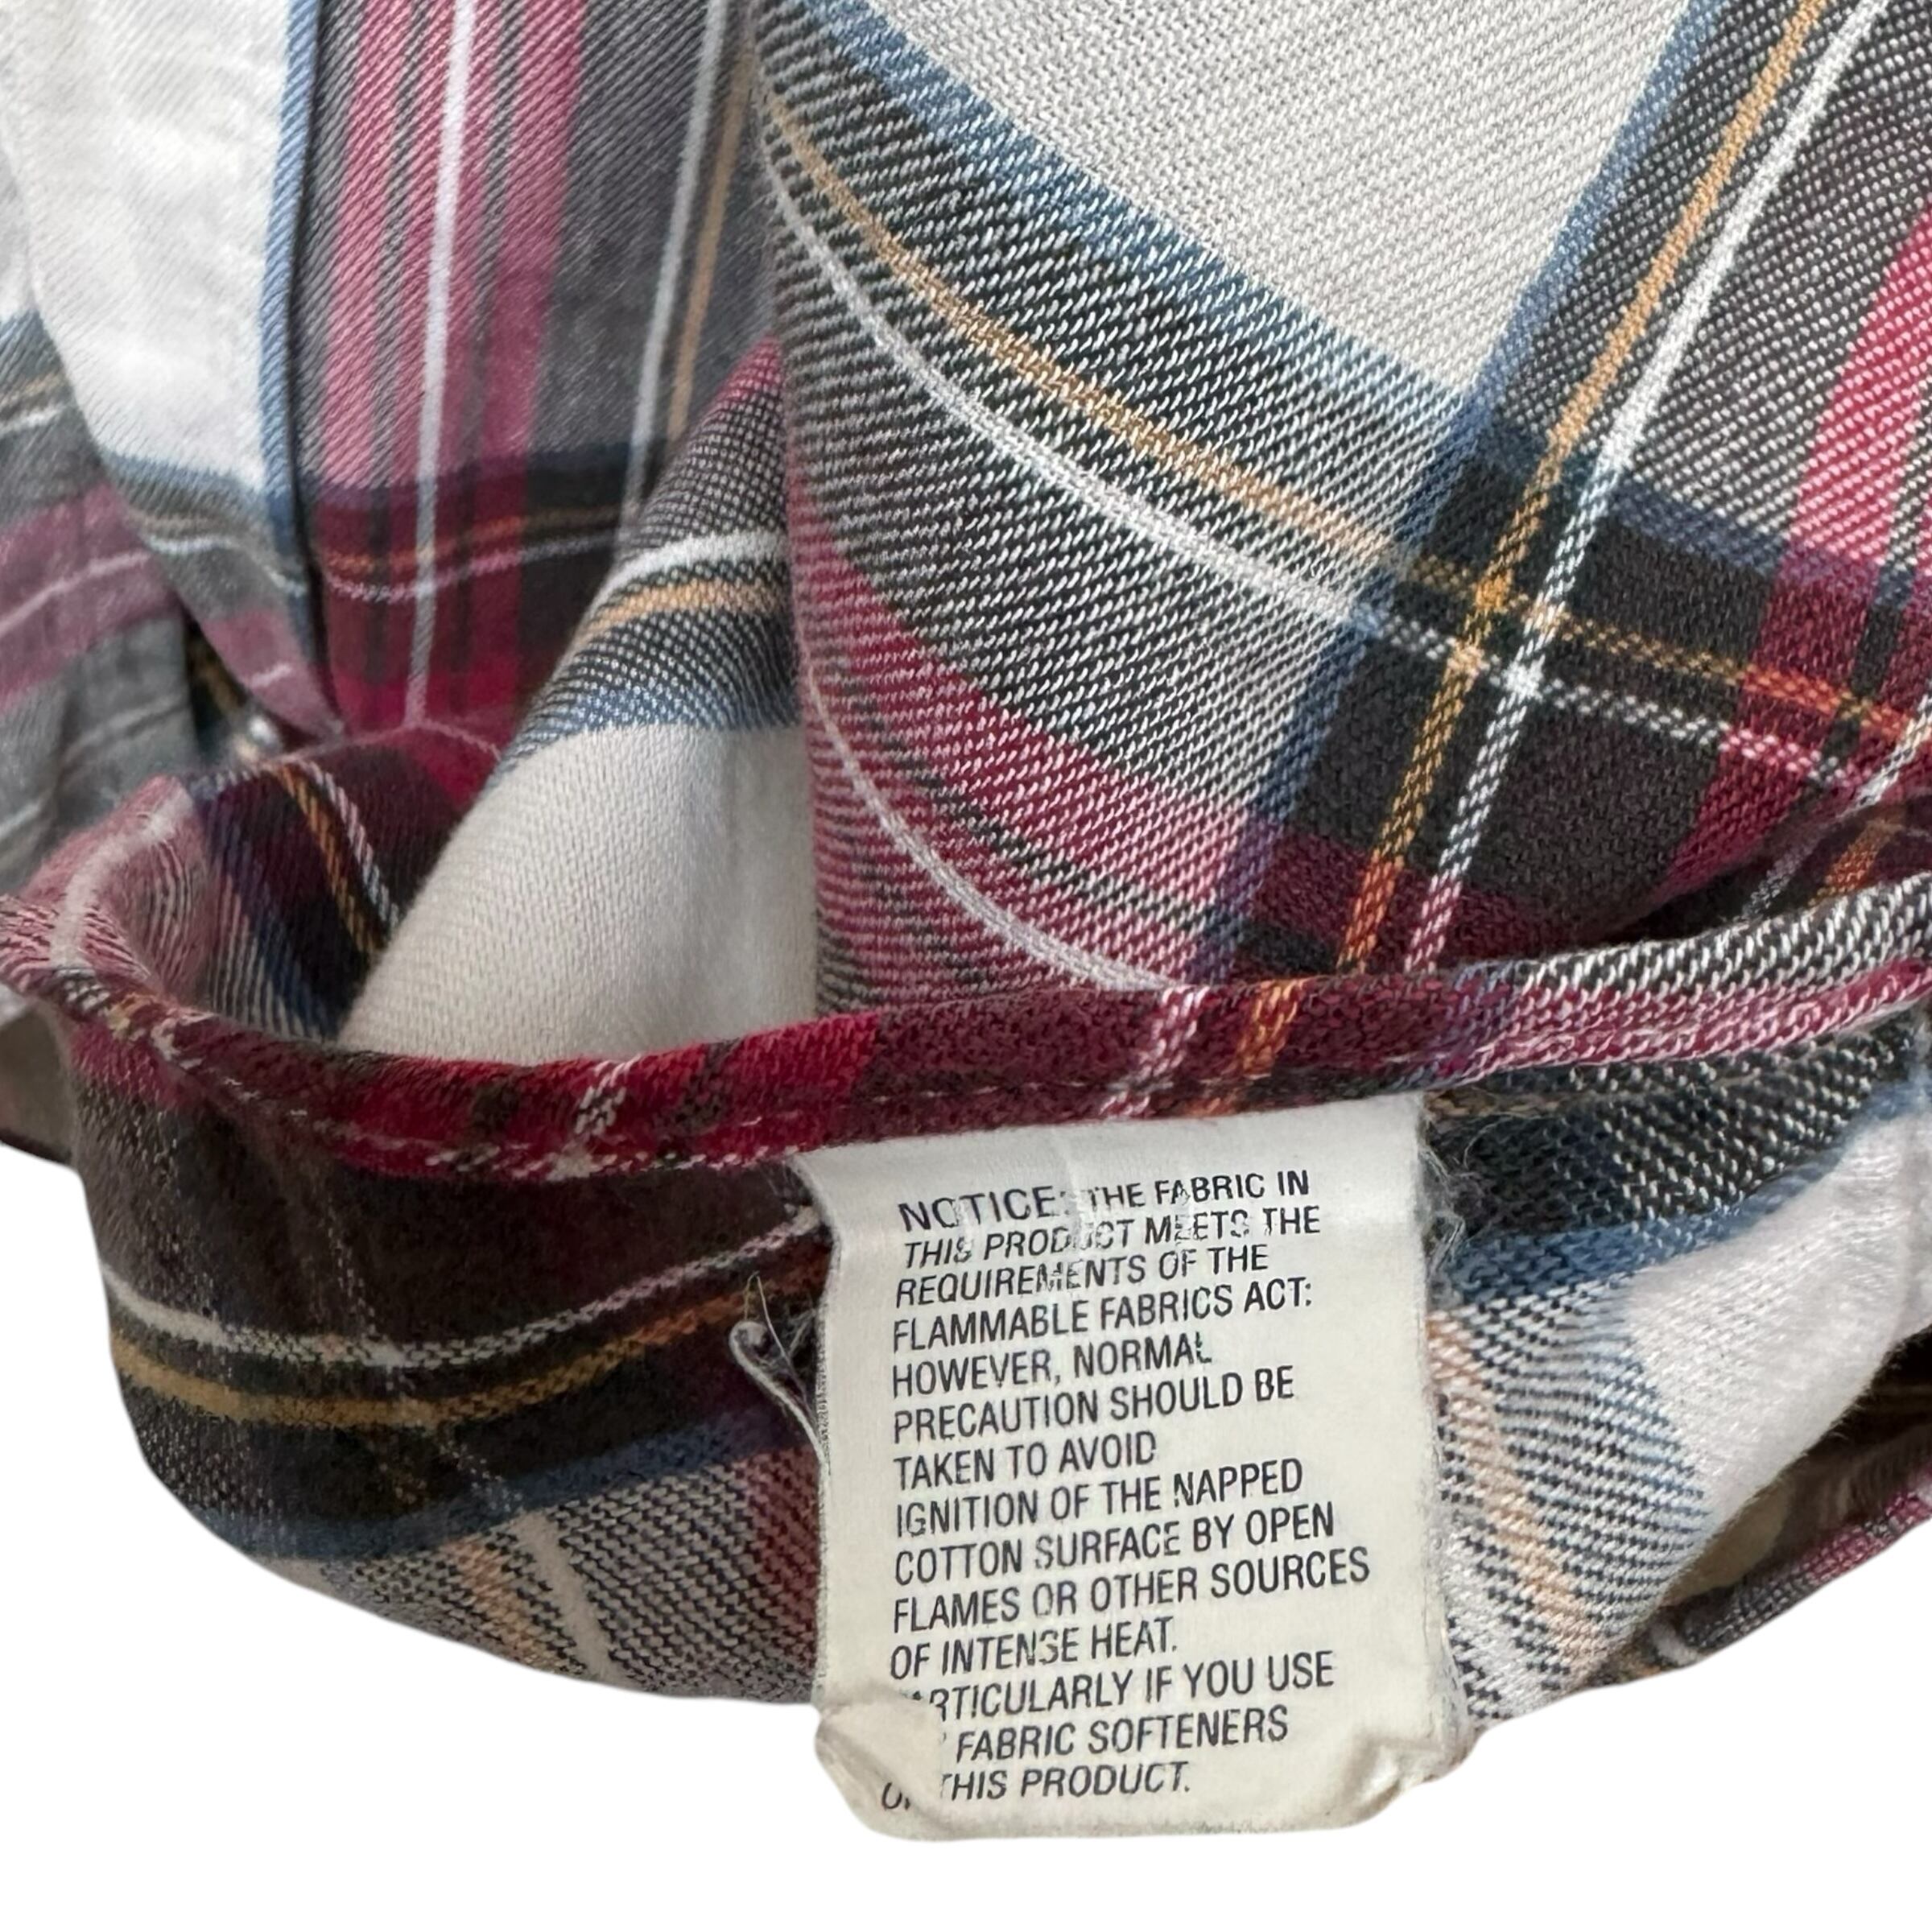 NOTICE: THE FABRIC IN
THIS PRODUCT MEETS THE
REQUIREMENTS OF THE
FLAMMABLE FABRICS ACT:
HOWEVER, NORMAL
PRECAUTION SHOULD BE
TAKEN TO AVOID
IGNITION OF THE NAPPED
COTTON SURFACE BY OPEN
FLAMES OR OTHER SOURCES
OF INTENSE HEAT.
PARTICULARLY IF YOU USE
FABRIC SOFTENERS
THIS PRODUCT.